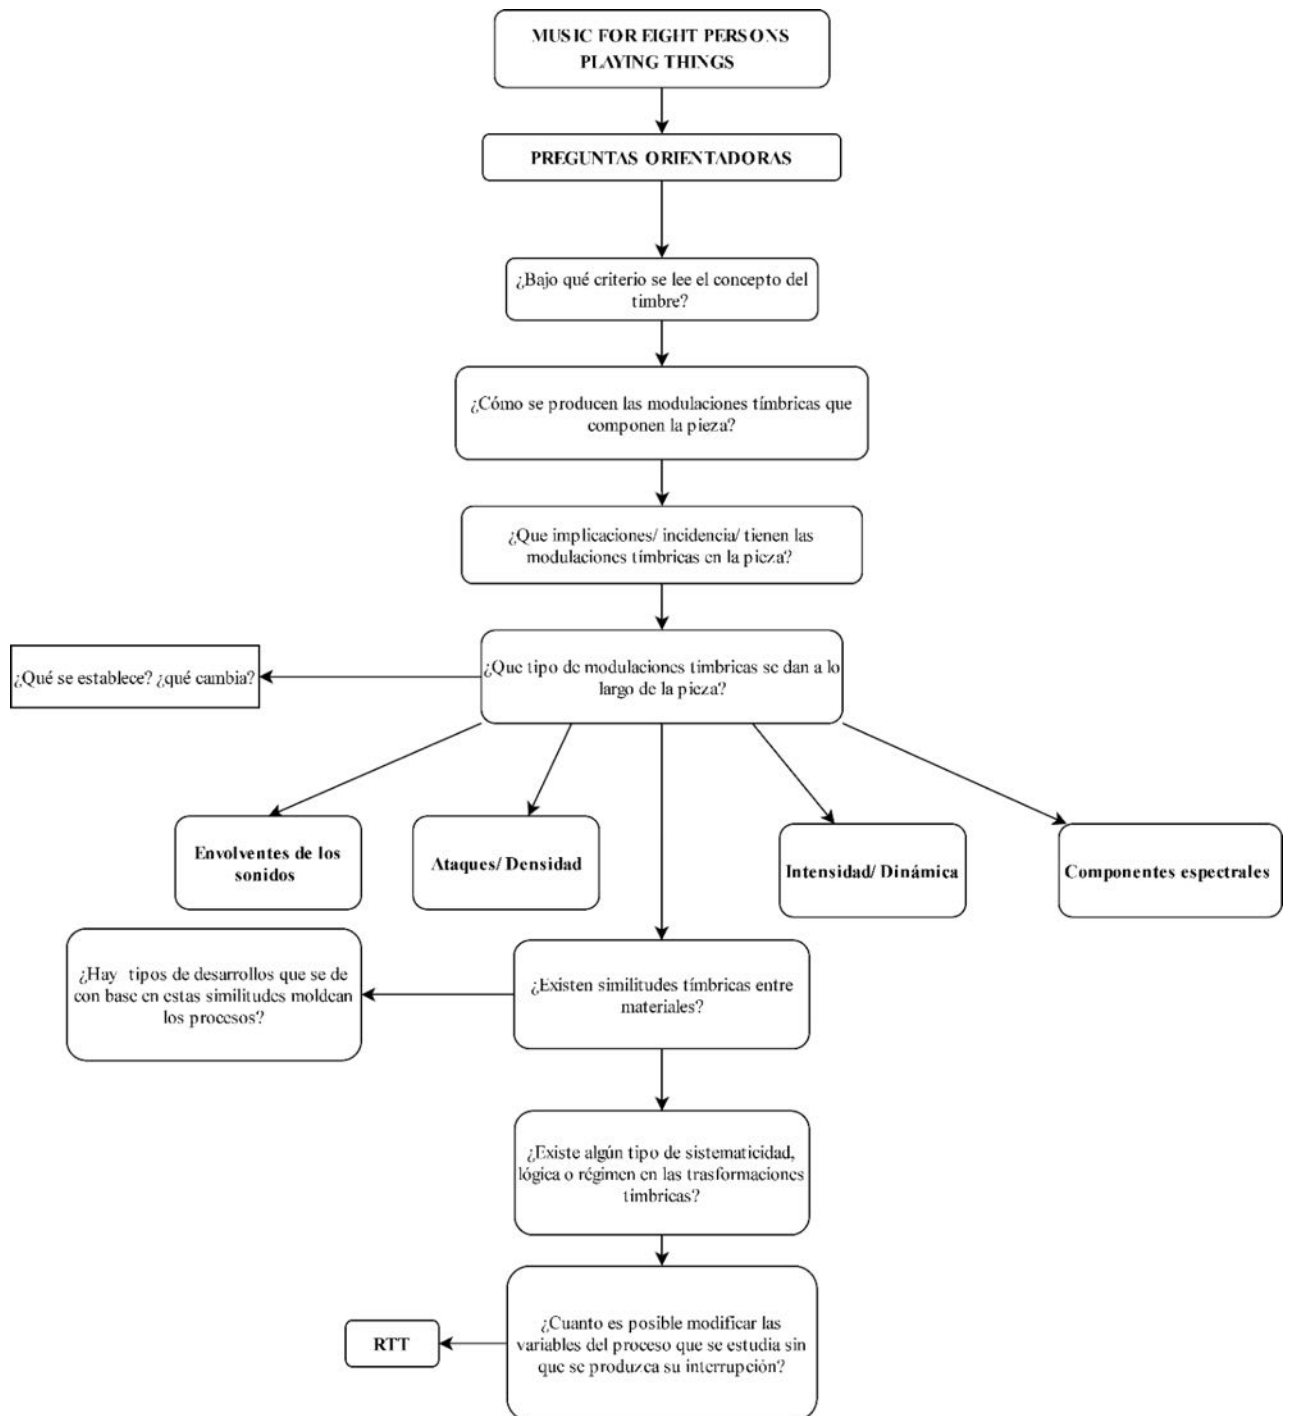 MUSIC FOR EIGHT PERSONS
PLAYING THINGS
PREGUNTAS ORIENTADORAS
¿Bajo qué criterio se lee el concepto del
timbre?
¿Cómo se producen las modulaciones tímbricas que
componen la pieza?
¿Que implicaciones/ incidencia/ tienen las
modulaciones tímbricas en la pieza?
¿Que tipo de modulaciones tímbricas se dan a lo
largo de la pieza?
¿Qué se establece? ¿qué cambia?
Envolventes de los
sonidos
Ataques/ Densidad
Intensidad/ Dinámica
Componentes espectrales
¿Existen similitudes tímbricas entre
materiales?
¿Hay tipos de desarrollos que se de
con base en estas similitudes moldean
los procesos?
¿Existe algún tipo de sistematicidad,
lógica o régimen en las trasformaciones
timbricas?
¿Cuanto es posible modificar las
variables del proceso que se estudia sin
que se produzca su interrupción?
RTT